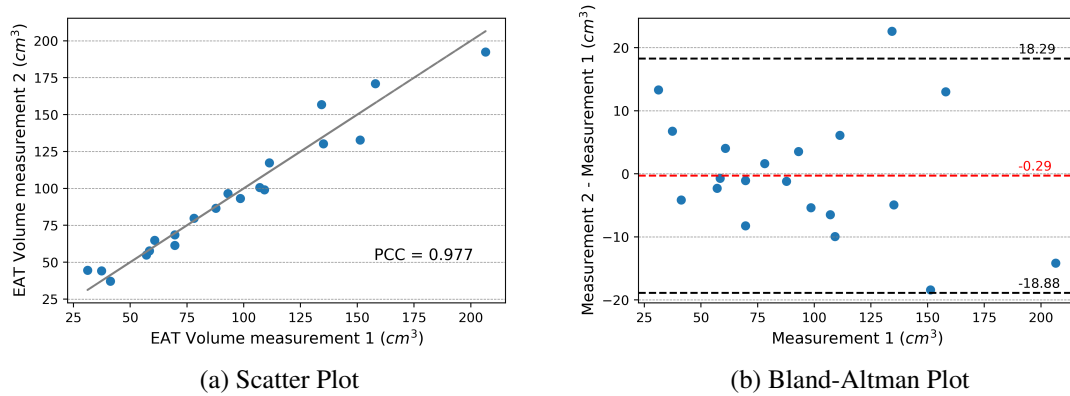 200
175
150
125
100
75
50
25
EAT Volume measurement 2 (cm³)
PCC = 0.977
25 50 75 100 125 150 175 200
EAT Volume measurement 1 (cm³)
(a) Scatter Plot
20
10
0
−10
−20
Measurement 2 - Measurement 1 (cm³)
18.29
-0.29
-18.88
25 50 75 100 125 150 175 200
Measurement 1 (cm³)
(b) Bland-Altman Plot